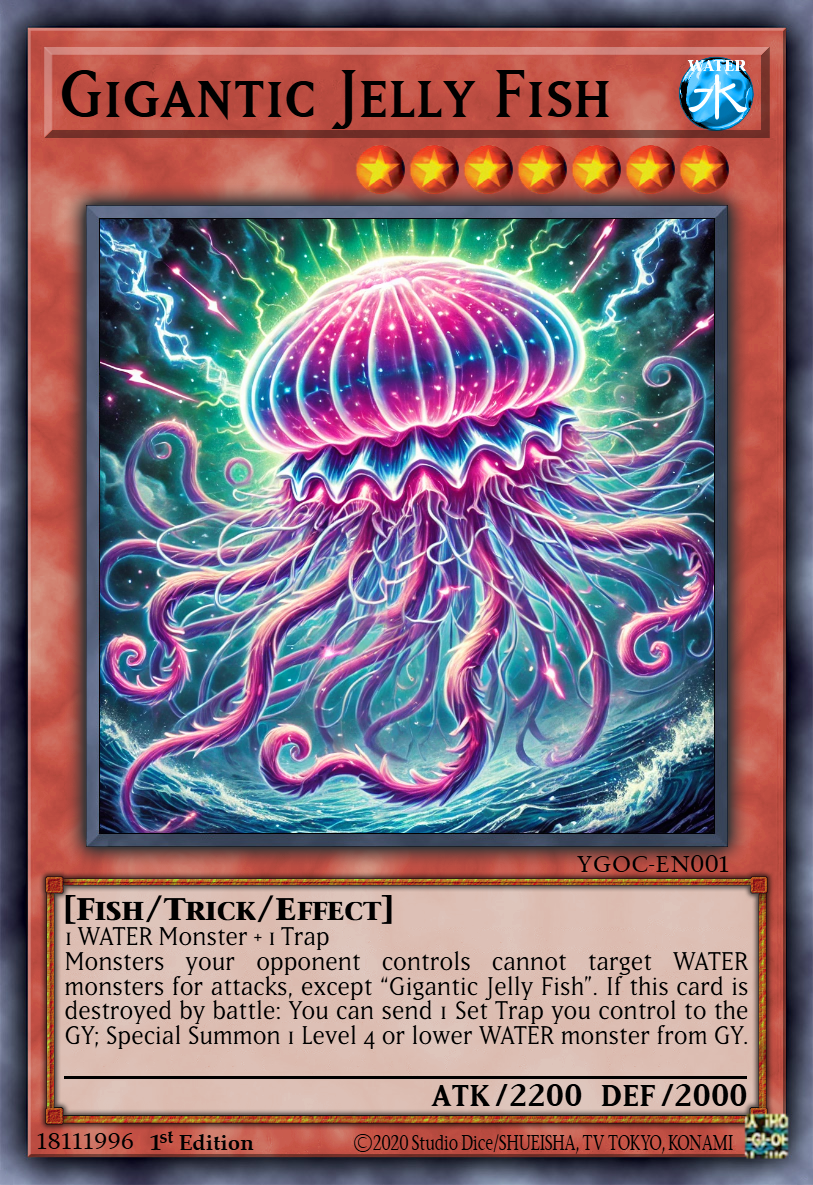 Gigantic Jelly Fish
WATER
水
YGOC-EN001
[Fish/Trick/Effect]
1 WATER Monster + 1 Trap
Monsters your opponent controls cannot target WATER
monsters for attacks, except “Gigantic Jelly Fish”. If this card is
destroyed by battle: You can send 1 Set Trap you control to the
GY; Special Summon 1 Level 4 or lower WATER monster from GY.
ATK/2200 DEF/2000
18111996 1st Edition ©2020 Studio Dice/SHUEISHA, TV TOKYO, KONAMI